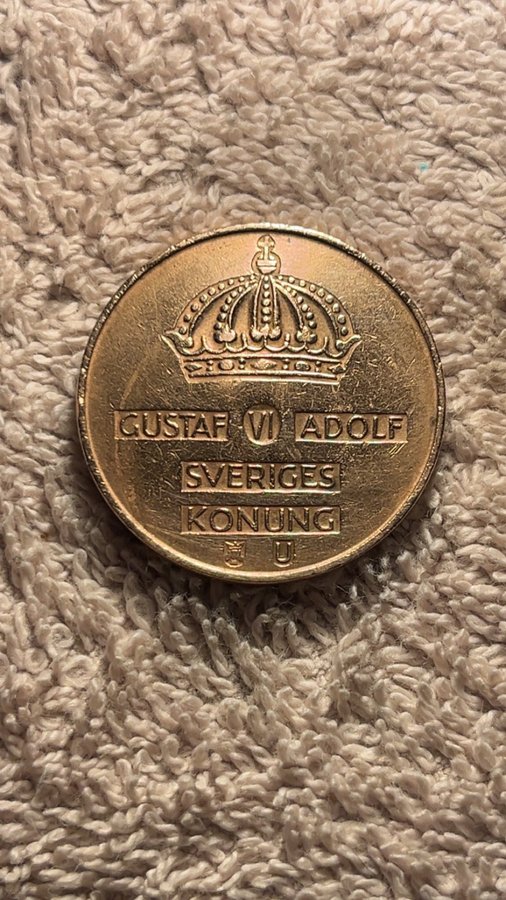 GUSTAF VI ADOLF
SVERIGES
KONUNG
U